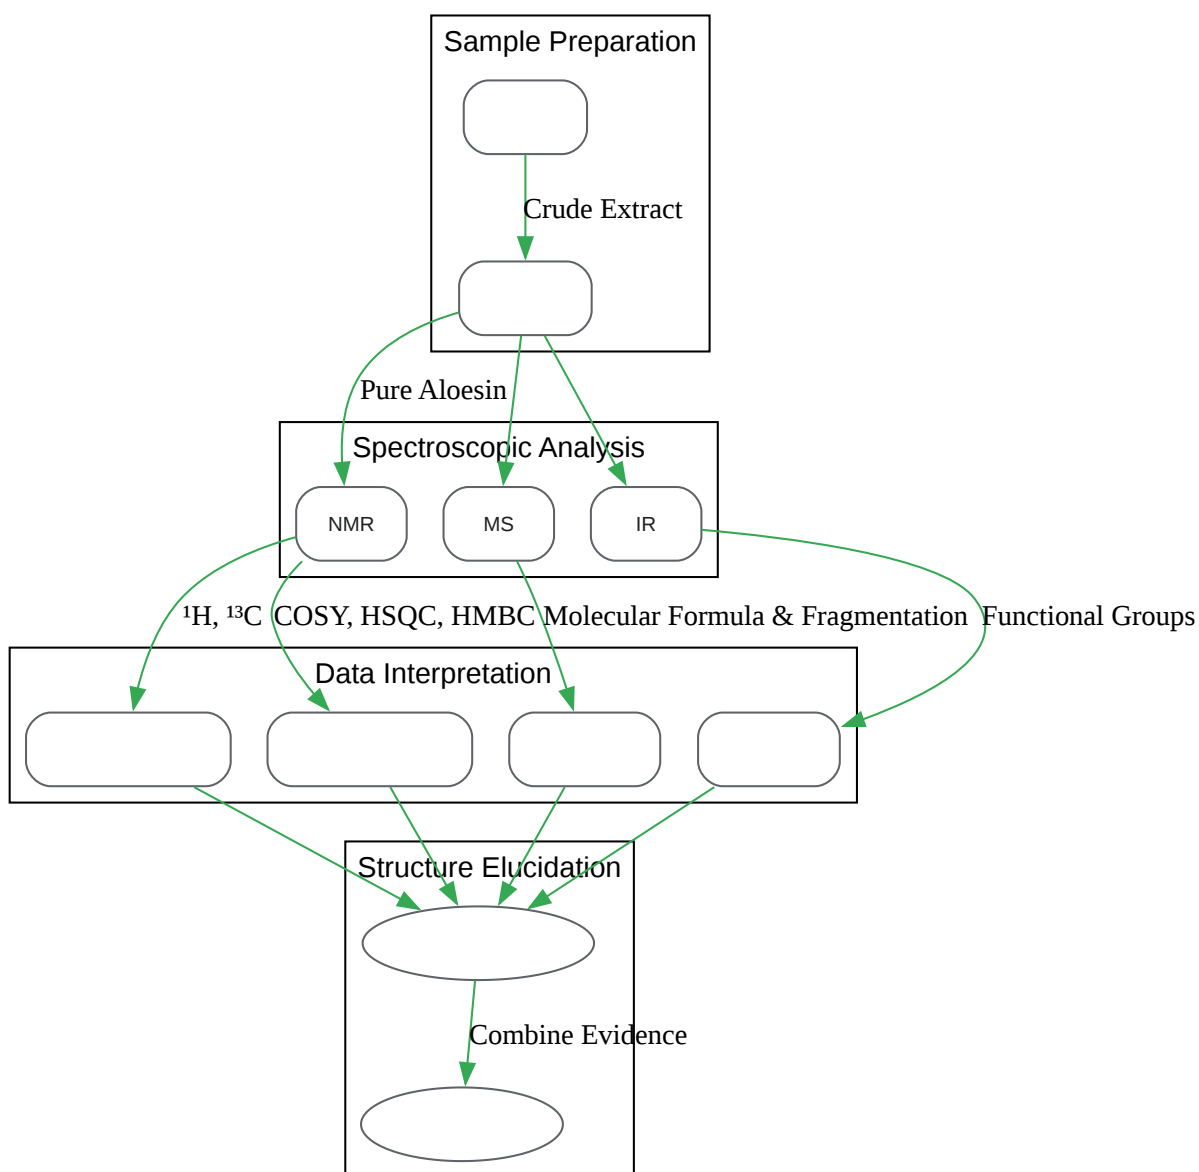 Sample Preparation
Crude Extract
Pure Aloesin
Spectroscopic Analysis
NMR
MS
IR
¹H, ¹³C
COSY, HSQC, HMBC
Molecular Formula & Fragmentation
Functional Groups
Data Interpretation
Structure Elucidation
Combine Evidence